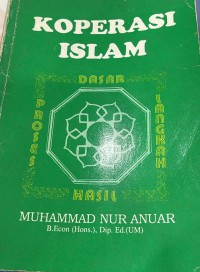 KOPERASI
ISLAM
DASAR
PROSES
LANGKAH
HASIL
MUHAMMAD NUR ANUAR
B.Econ (Hons.), Dip. Ed.(UM)